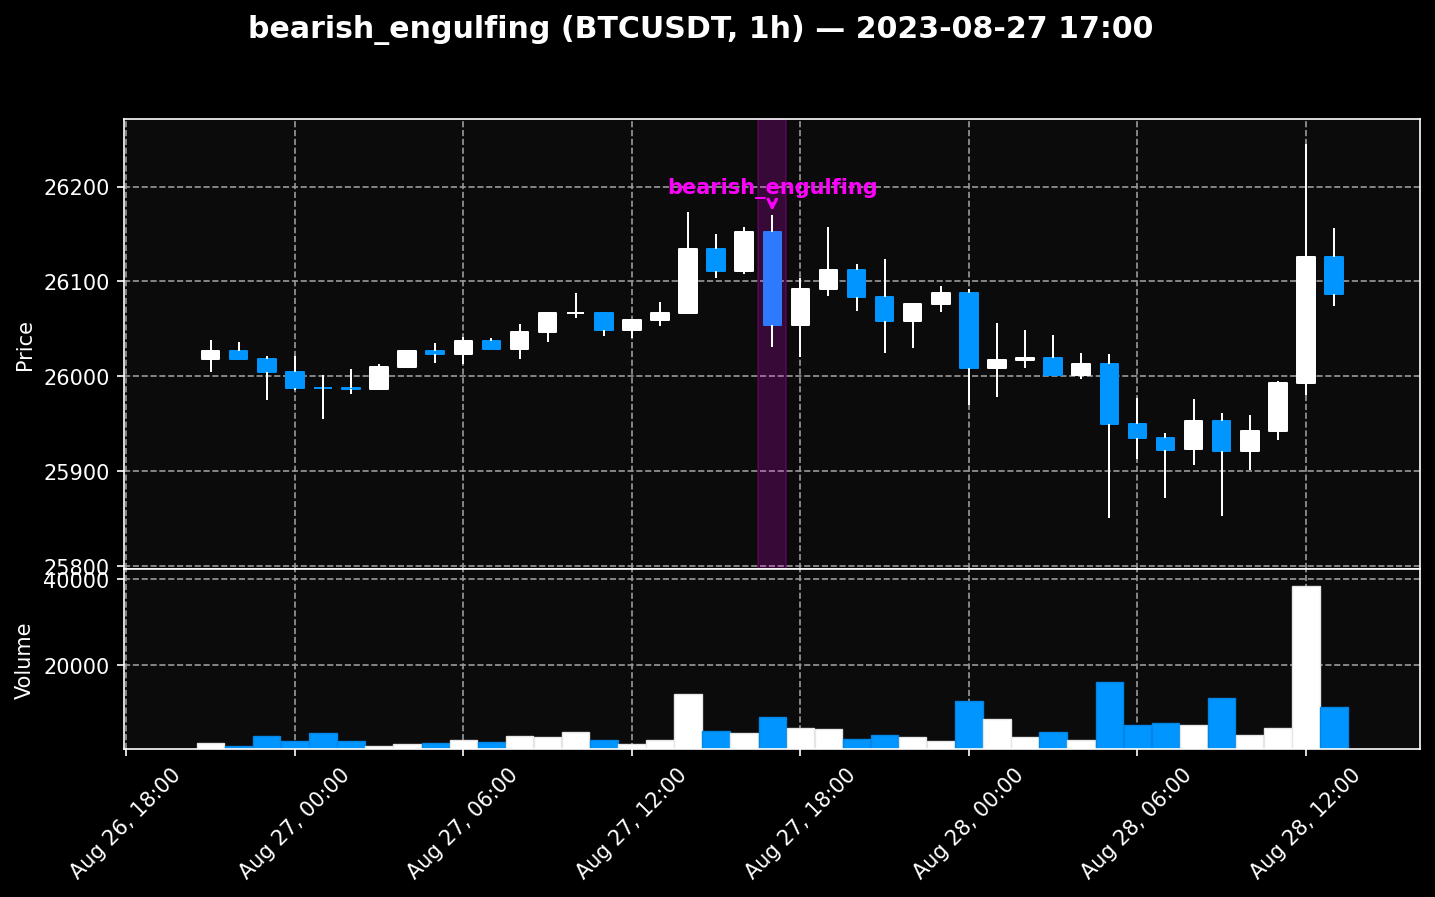 bearish_engulfing (BTCUSDT, 1h) — 2023-08-27 17:00
26200
bearish_engulfing
26100
Price
26000
25900
25800
40000
Volume
20000
Aug 26, 18:00
Aug 27, 00:00
Aug 27, 06:00
Aug 27, 12:00
Aug 27, 18:00
Aug 28, 00:00
Aug 28, 06:00
Aug 28, 12:00